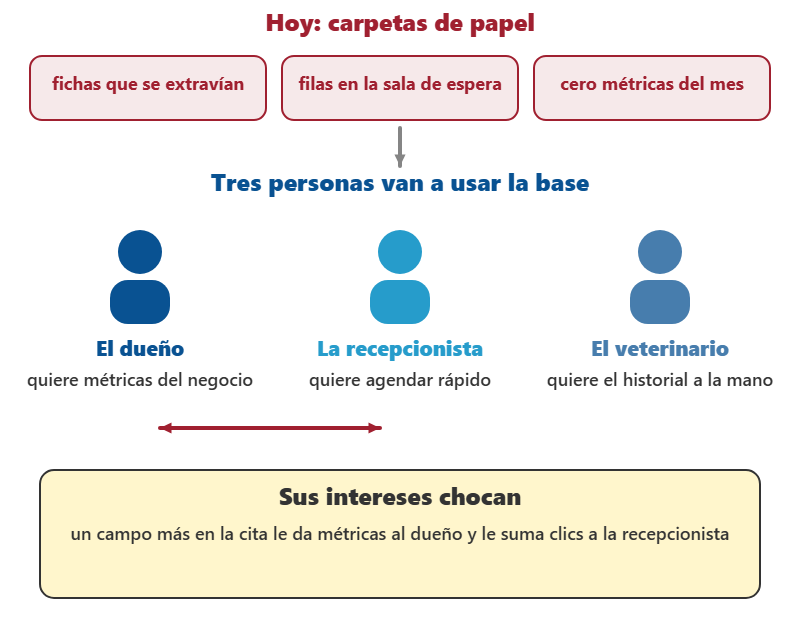 Hoy: carpetas de papel
fichas que se extravían
filas en la sala de espera
cero métricas del mes
Tres personas van a usar la base
El dueño
La recepcionista
El veterinario
quiere métricas del negocio
quiere agendar rápido
quiere el historial a la mano
Sus intereses chocan
un campo más en la cita le da métricas al dueño y le suma clics a la recepcionista